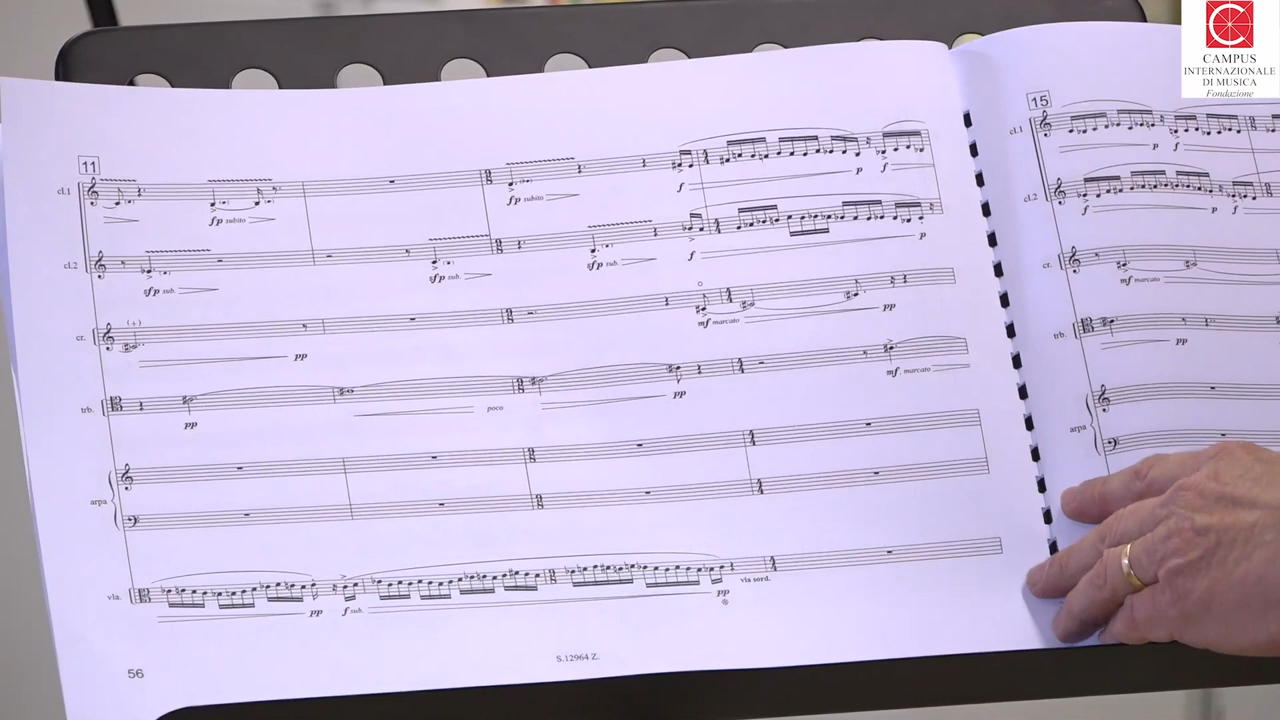 CAMPUS
INTERNAZIONALE
DI MUSICA
Fondazione
11
cl.1
fp subito
fp subito
f
p
f
cl.2
sfp sub.
sfp sub.
sfp sub.
f
p
cr.
(+)
pp
mf marcato
pp
trb.
pp
poco
pp
mf marcato
arpa
vla.
pp
f sub.
pp
via sord.
56
S.12964 Z.
15
cl.1
p
f
cl.2
f
p
f
cr.
mf marcato
trb.
pp
arpa